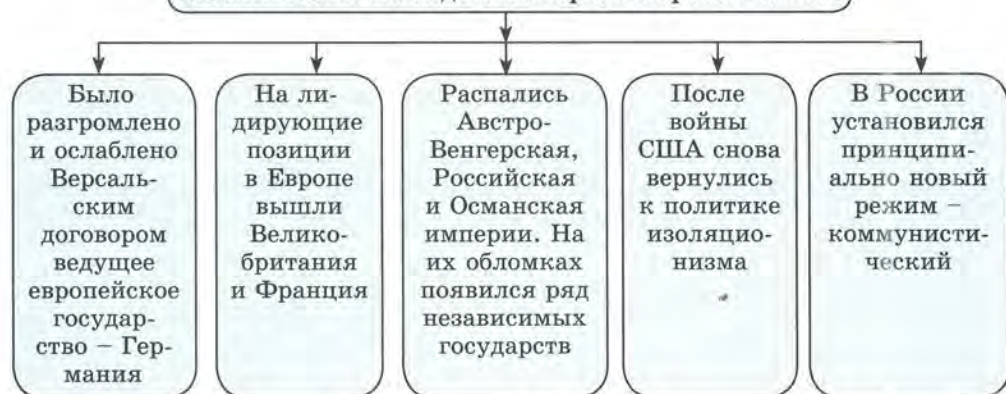 Было
разгромлено
и ослаблено
Версаль-
ским
договором
ведущее
европейское
государ-
ство – Гер-
мания
На ли-
дирующие
позиции
в Европе
вышли
Велико-
британия
и Франция
Распались
Австро-
Венгерская,
Российская
и Османская
империи. На
их обломках
появился ряд
независимых
государств
После
войны
США снова
вернулись
к политике
изоляцио-
низма
В России
установился
принципи-
ально новый
режим –
коммунисти-
ческий